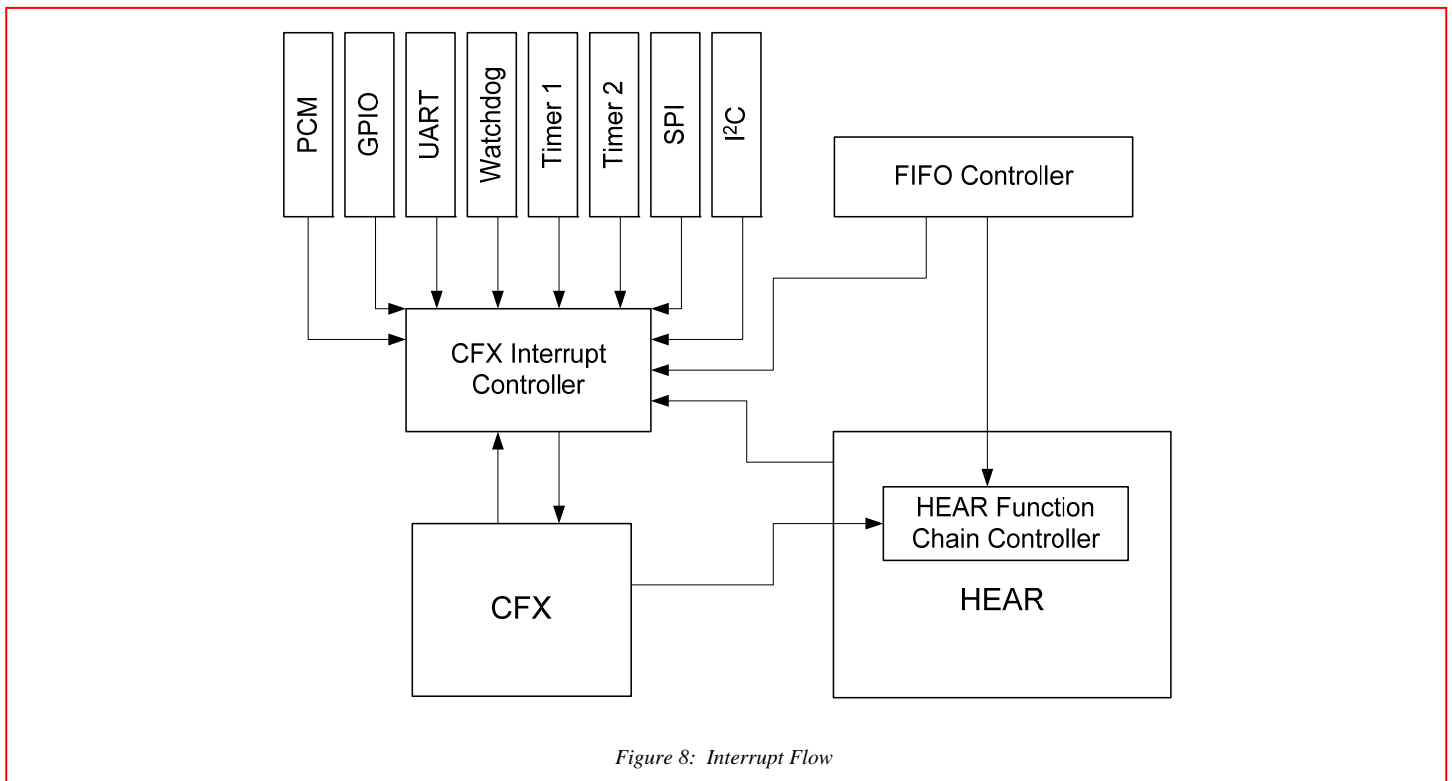 PCM
GPIO
UART
Watchdog
Timer 1
Timer 2
SPI
I²C
FIFO Controller
CFX Interrupt
Controller
HEAR Function
Chain Controller
CFX
HEAR
Figure 8: Interrupt Flow